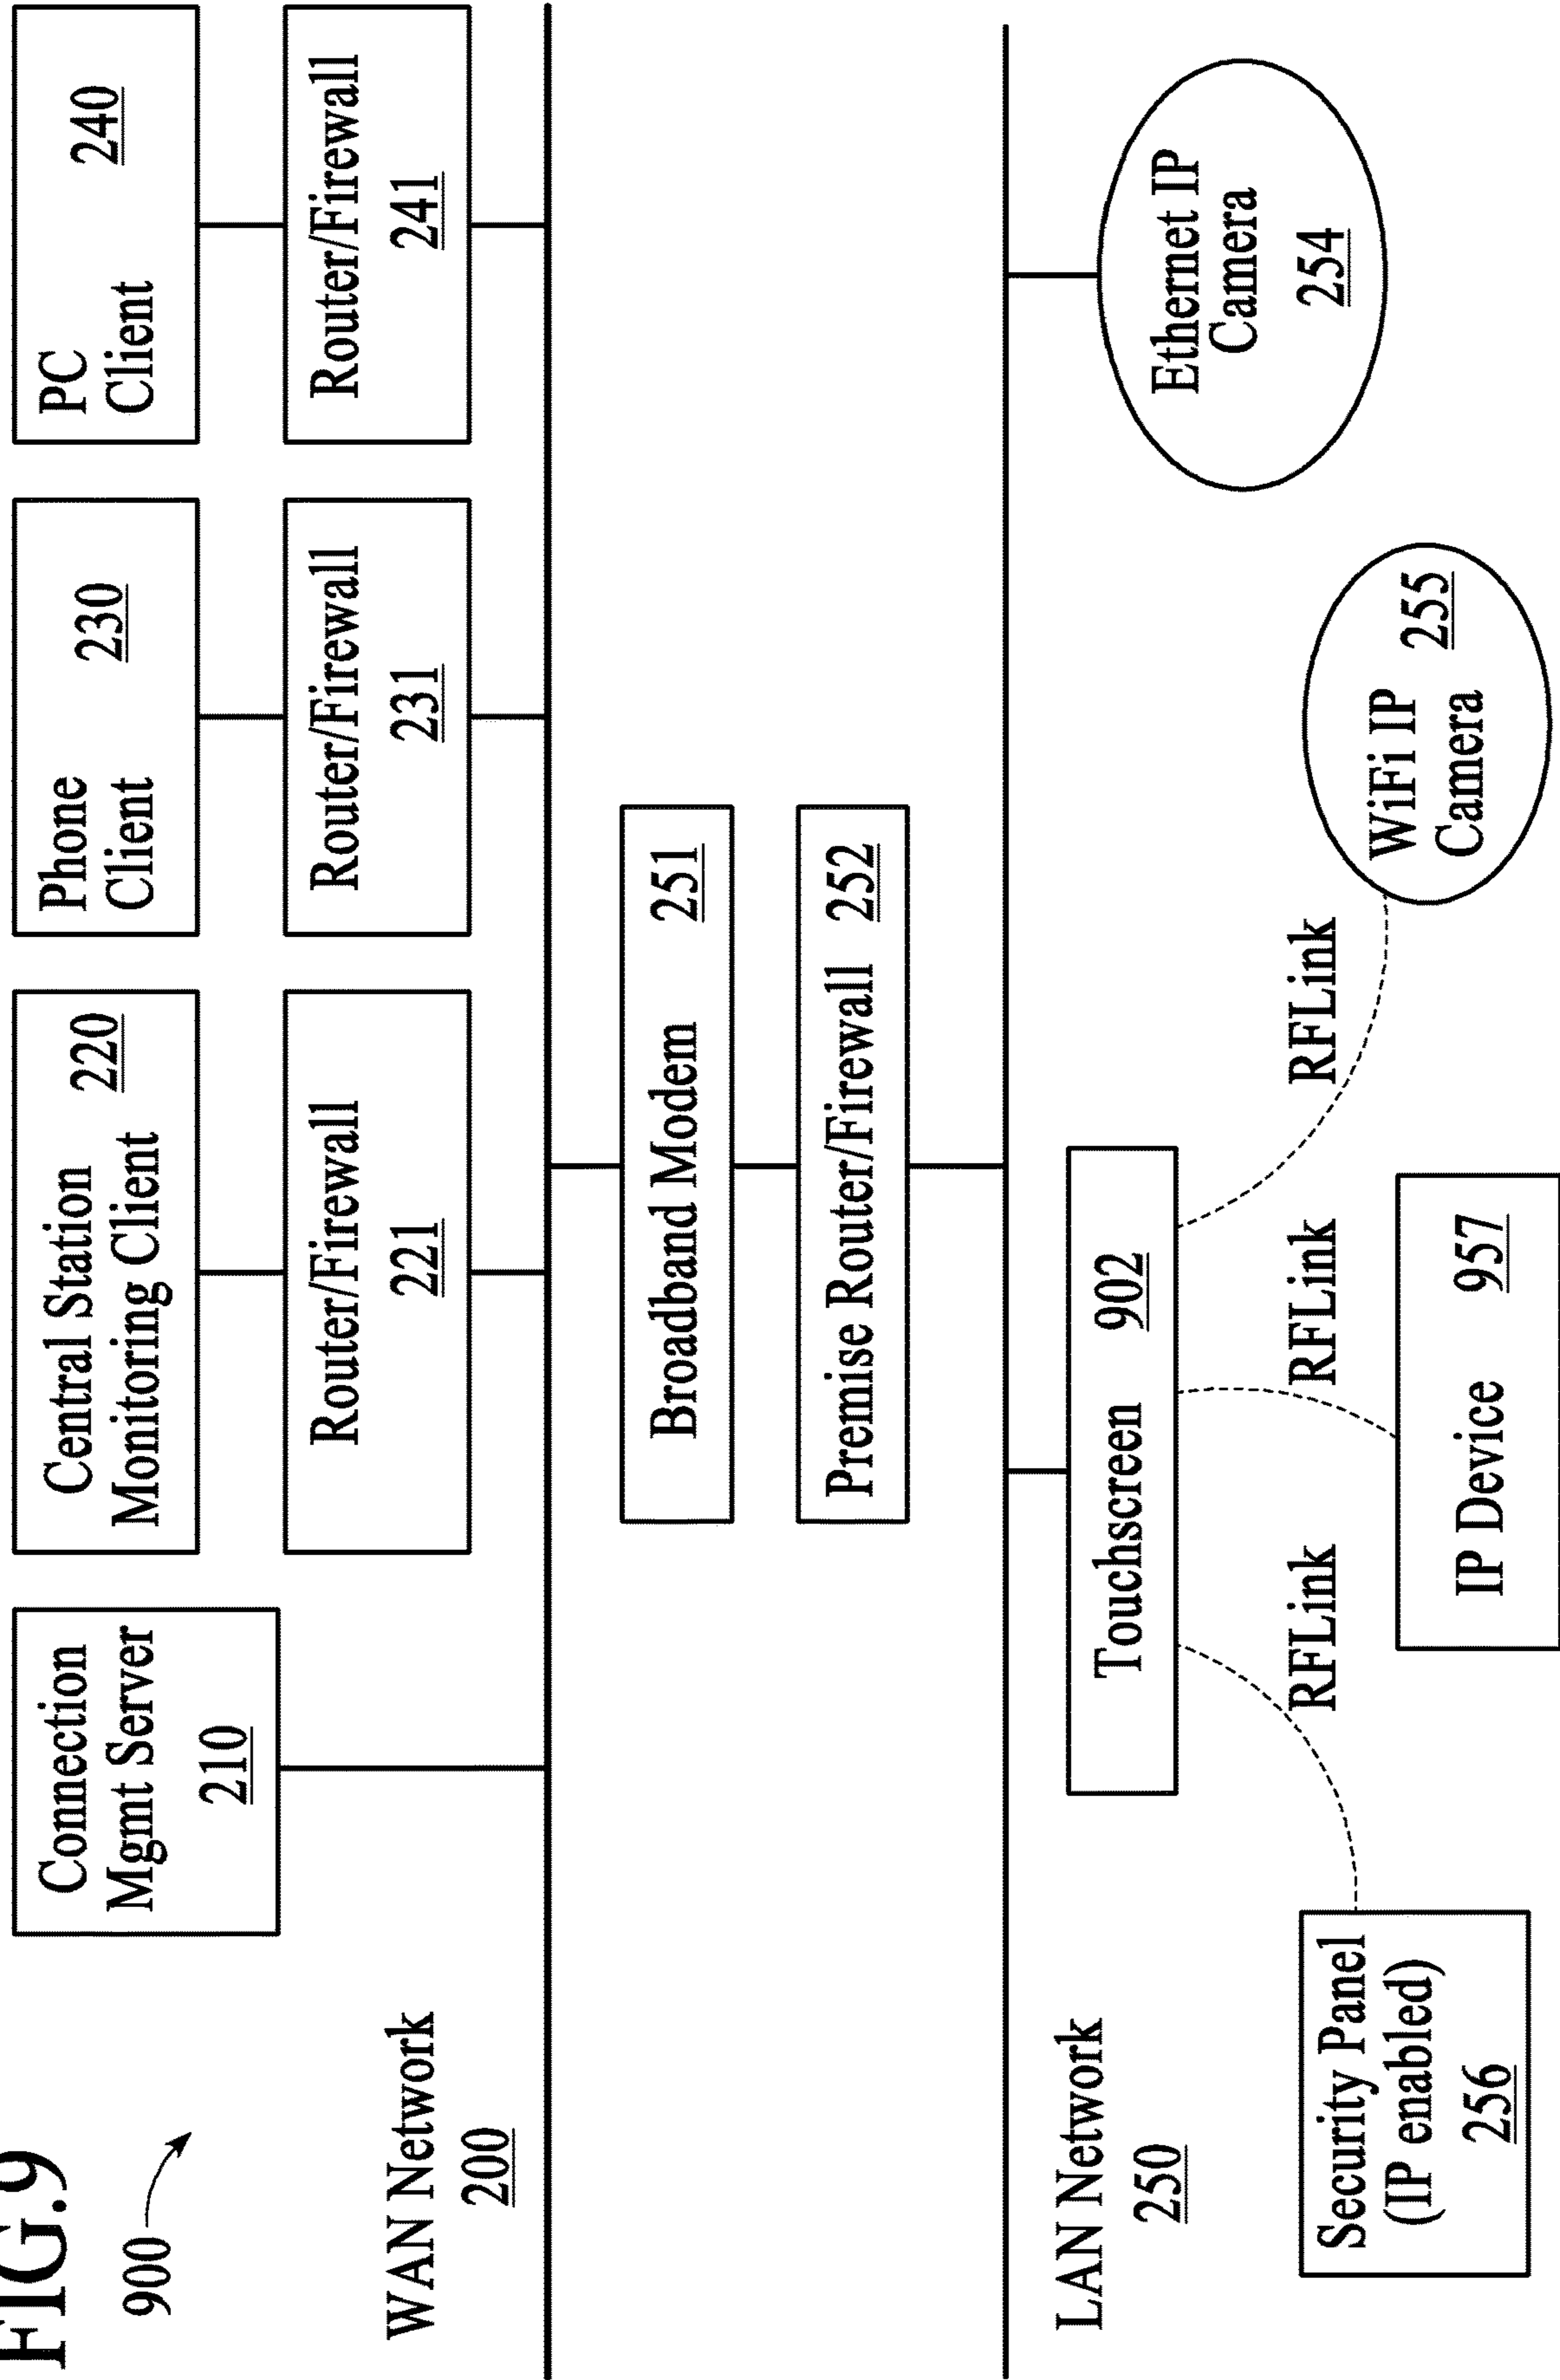 FIG.9
900
Connection
Mgmt Server
210
Central Station
Monitoring Client
220
Phone
Client
230
PC
Client
240
Router/Firewall
221
Router/Firewall
231
Router/Firewall
241
WAN Network
200
Broadband Modem 251
Premise Router/Firewall 252
LAN Network
250
Touchscreen 902
Ethernet IP
Camera
254
RFLink
RFLink
RFLink
Security Panel
(IP enabled)
256
IP Device 957
WiFi IP
Camera
255